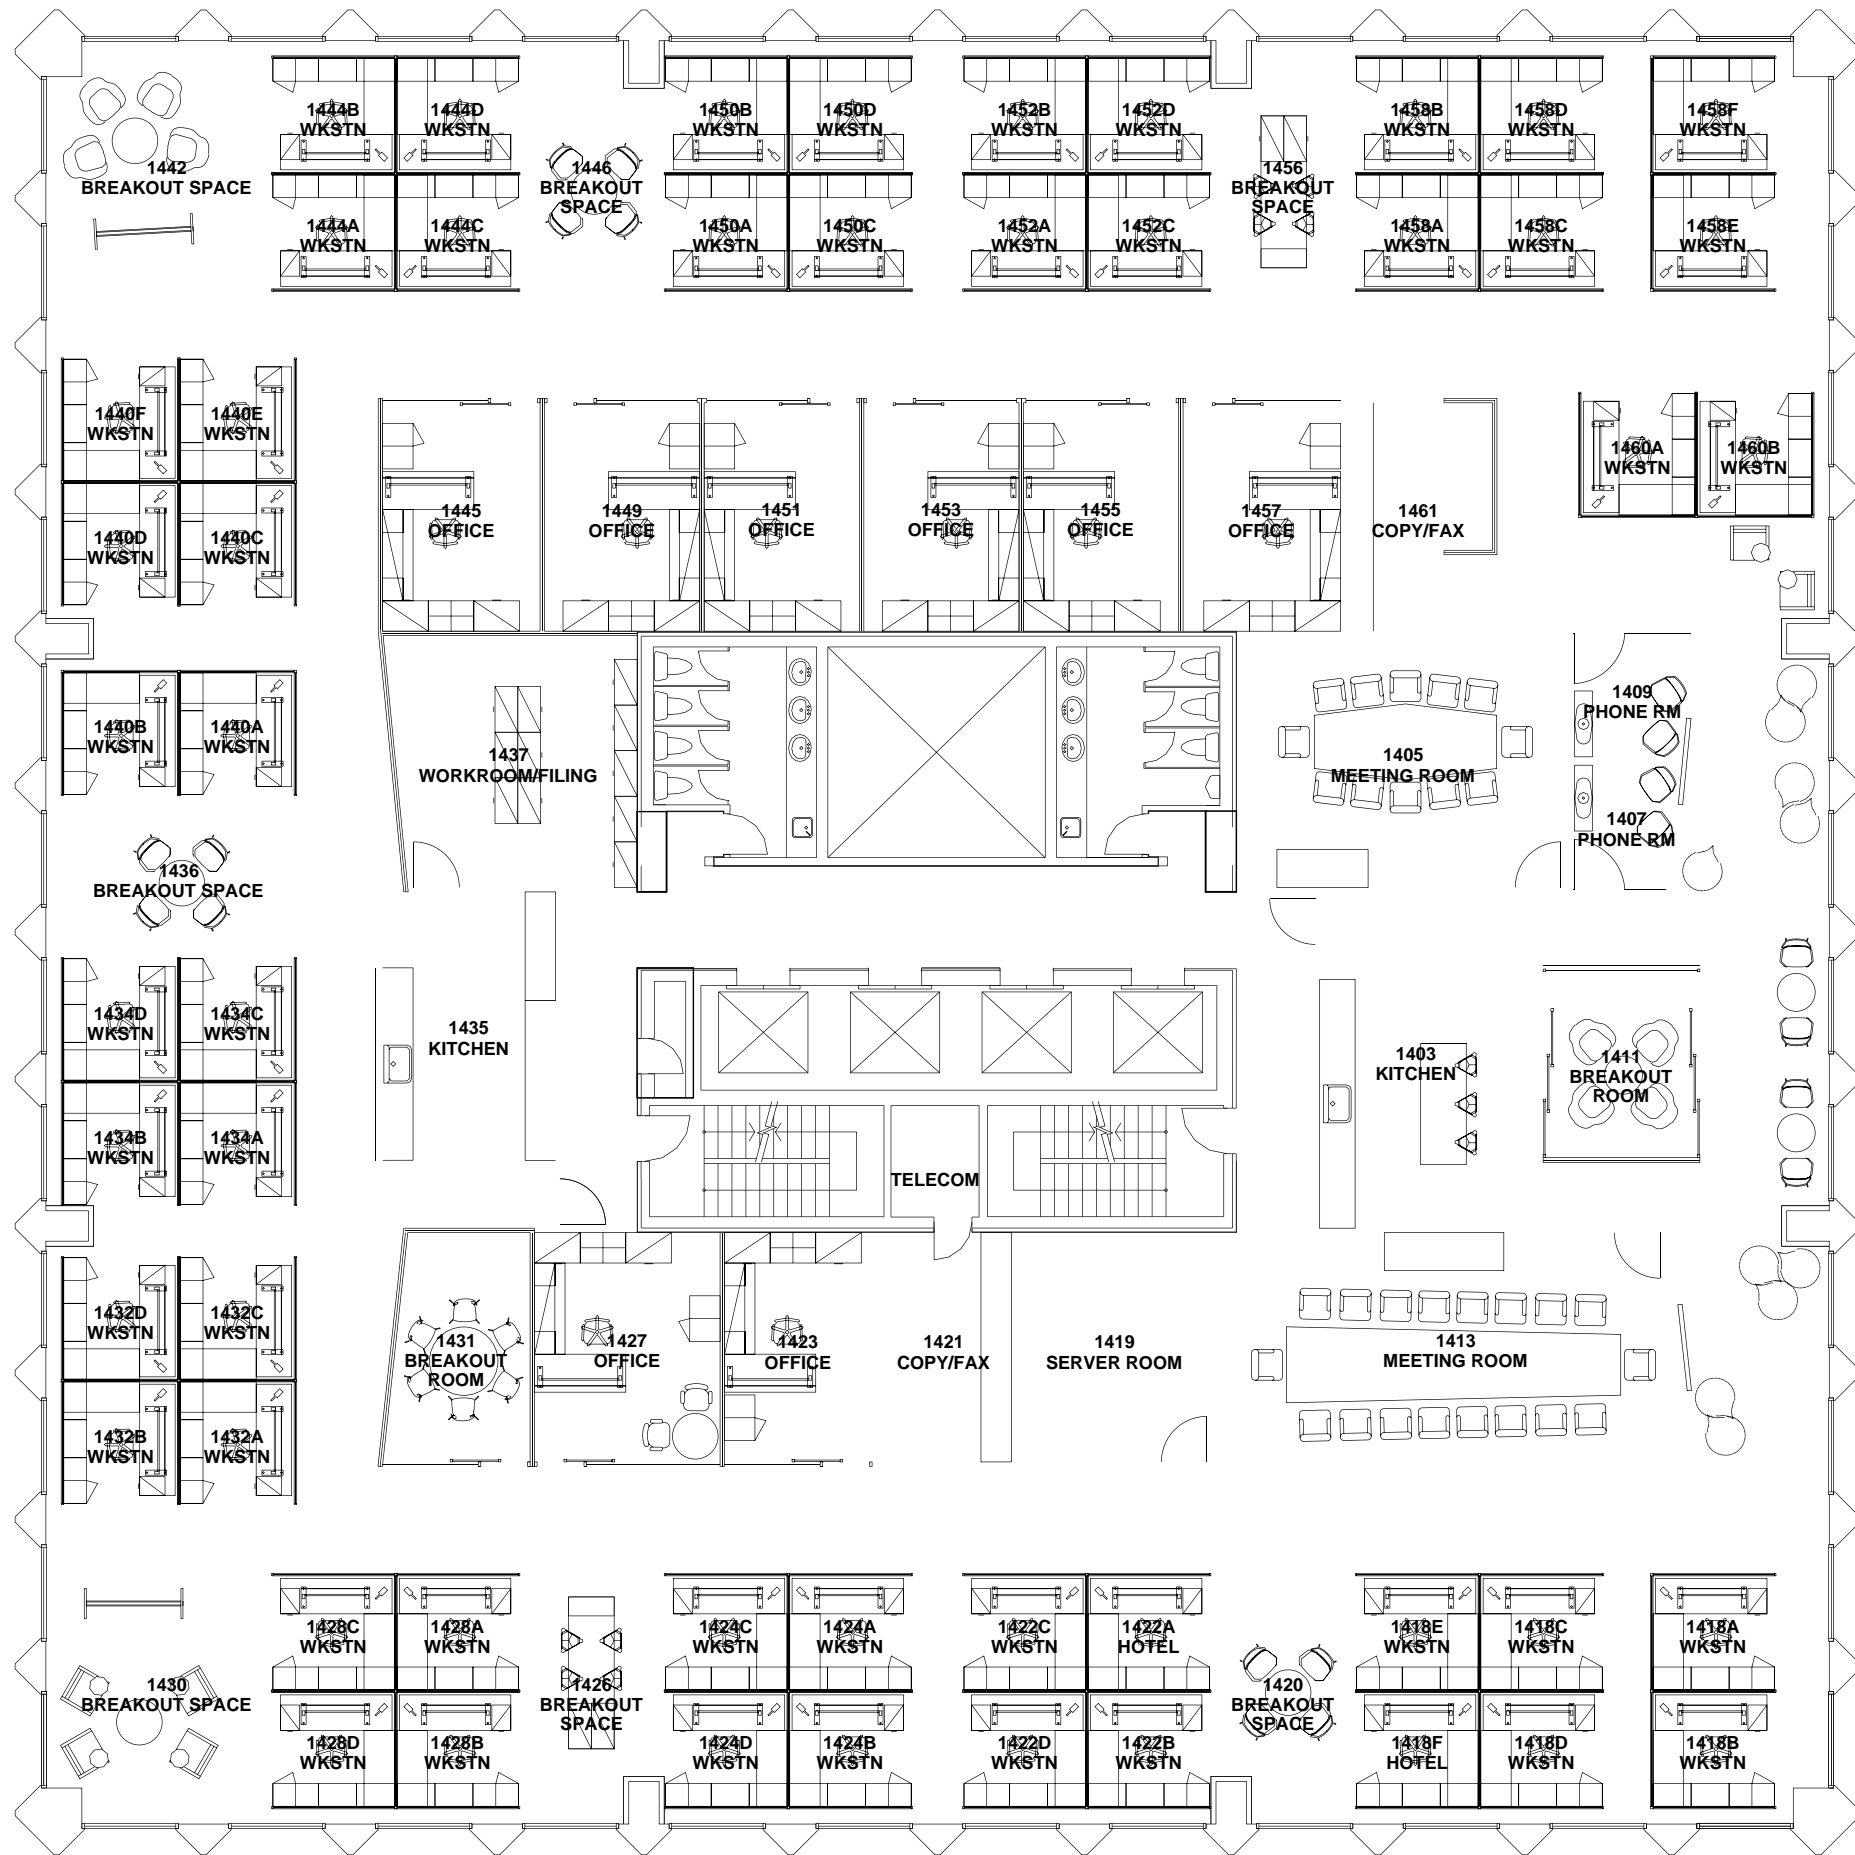 1444B
WKSTN
1444D
WKSTN
1450B
WKSTN
1450D
WKSTN
1452B
WKSTN
1452D
WKSTN
1458B
WKSTN
1458D
WKSTN
1458F
WKSTN
1442
BREAKOUT SPACE
1446
BREAKOUT
SPACE
1456
BREAKOUT
SPACE
1444A
WKSTN
1444C
WKSTN
1450A
WKSTN
1450C
WKSTN
1452A
WKSTN
1452C
WKSTN
1458A
WKSTN
1458C
WKSTN
1458E
WKSTN
1440F
WKSTN
1440E
WKSTN
1460A
WKSTN
1460B
WKSTN
1440D
WKSTN
1440C
WKSTN
1445
OFFICE
1449
OFFICE
1451
OFFICE
1453
OFFICE
1455
OFFICE
1457
OFFICE
1461
COPY/FAX
1440B
WKSTN
1440A
WKSTN
1437
WORKROOM/FILING
1405
MEETING ROOM
1409
PHONE RM
1407
PHONE RM
1436
BREAKOUT SPACE
1434D
WKSTN
1434C
WKSTN
1435
KITCHEN
1403
KITCHEN
1411
BREAKOUT
ROOM
1434B
WKSTN
1434A
WKSTN
TELECOM
1432D
WKSTN
1432C
WKSTN
1431
BREAKOUT
ROOM
1427
OFFICE
1423
OFFICE
1421
COPY/FAX
1419
SERVER ROOM
1413
MEETING ROOM
1432B
WKSTN
1432A
WKSTN
1428C
WKSTN
1428A
WKSTN
1424C
WKSTN
1424A
WKSTN
1422C
WKSTN
1422A
HOTEL
1418E
WKSTN
1418C
WKSTN
1418A
WKSTN
1430
BREAKOUT SPACE
1426
BREAKOUT
SPACE
1420
BREAKOUT
SPACE
1428D
WKSTN
1428B
WKSTN
1424D
WKSTN
1424B
WKSTN
1422D
WKSTN
1422B
WKSTN
1418F
HOTEL
1418D
WKSTN
1418B
WKSTN